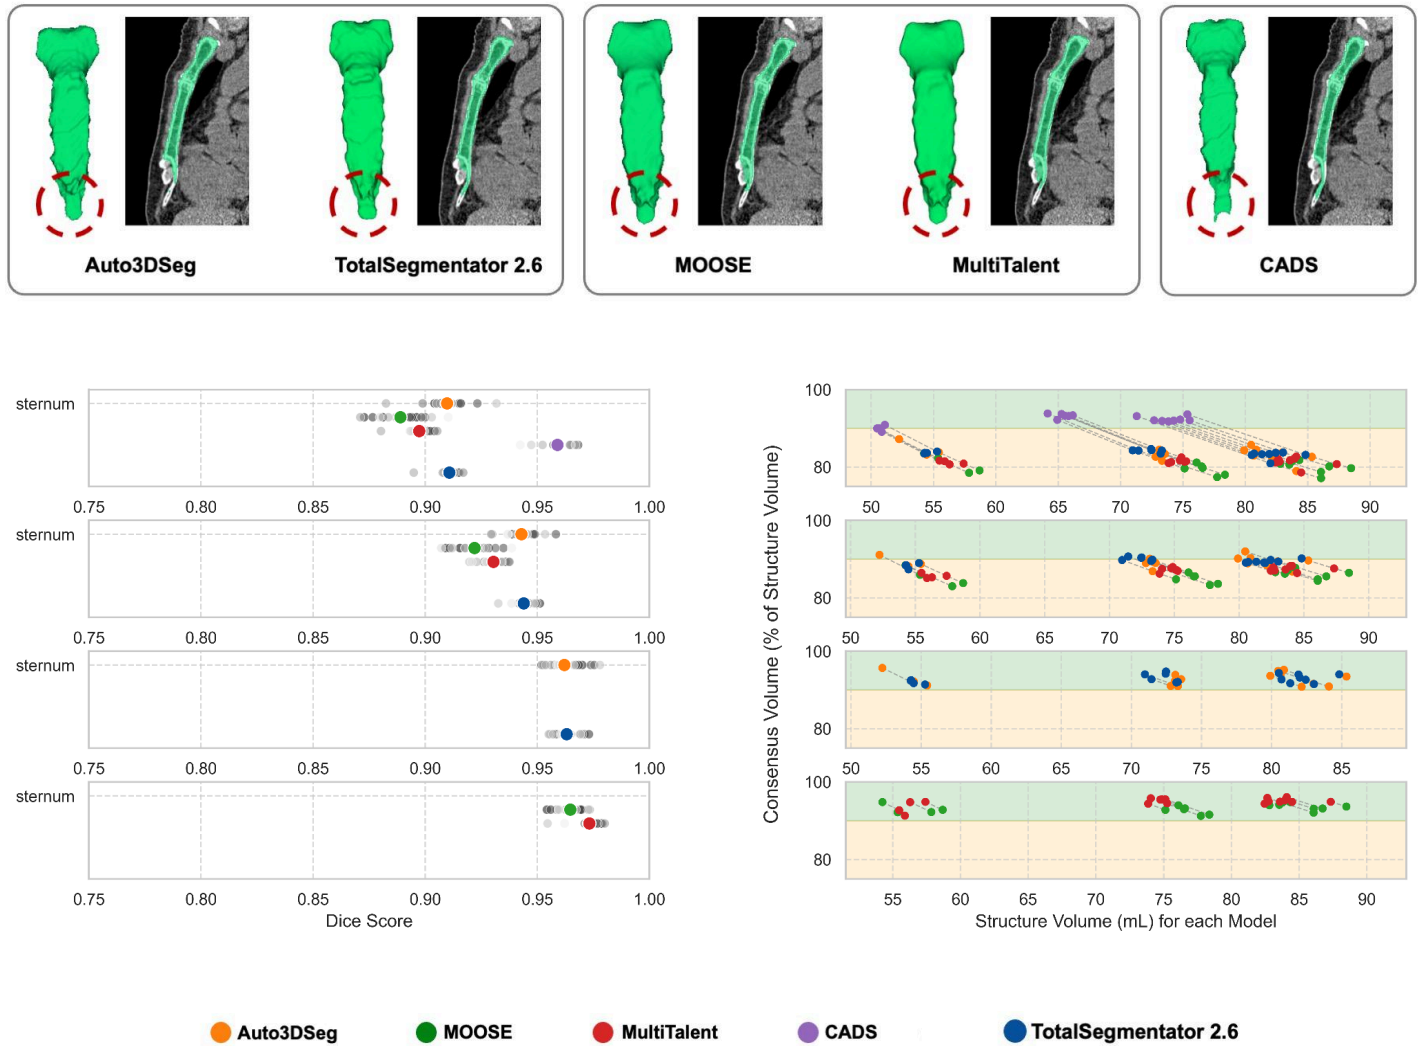 Auto3DSeg
TotalSegmentator 2.6
MOOSE
MultiTalent
CADS
sternum
0.75 0.80 0.85 0.90 0.95 1.00
sternum
0.75 0.80 0.85 0.90 0.95 1.00
sternum
0.75 0.80 0.85 0.90 0.95 1.00
sternum
0.75 0.80 0.85 0.90 0.95 1.00
Dice Score
Consensus Volume (% of Structure Volume)
100
80
50 55 60 65 70 75 80 85 90
100
80
50 55 60 65 70 75 80 85 90
100
80
50 55 60 65 70 75 80 85
100
80
55 60 65 70 75 80 85 90
Structure Volume (mL) for each Model
Auto3DSeg
MOOSE
MultiTalent
CADS
TotalSegmentator 2.6